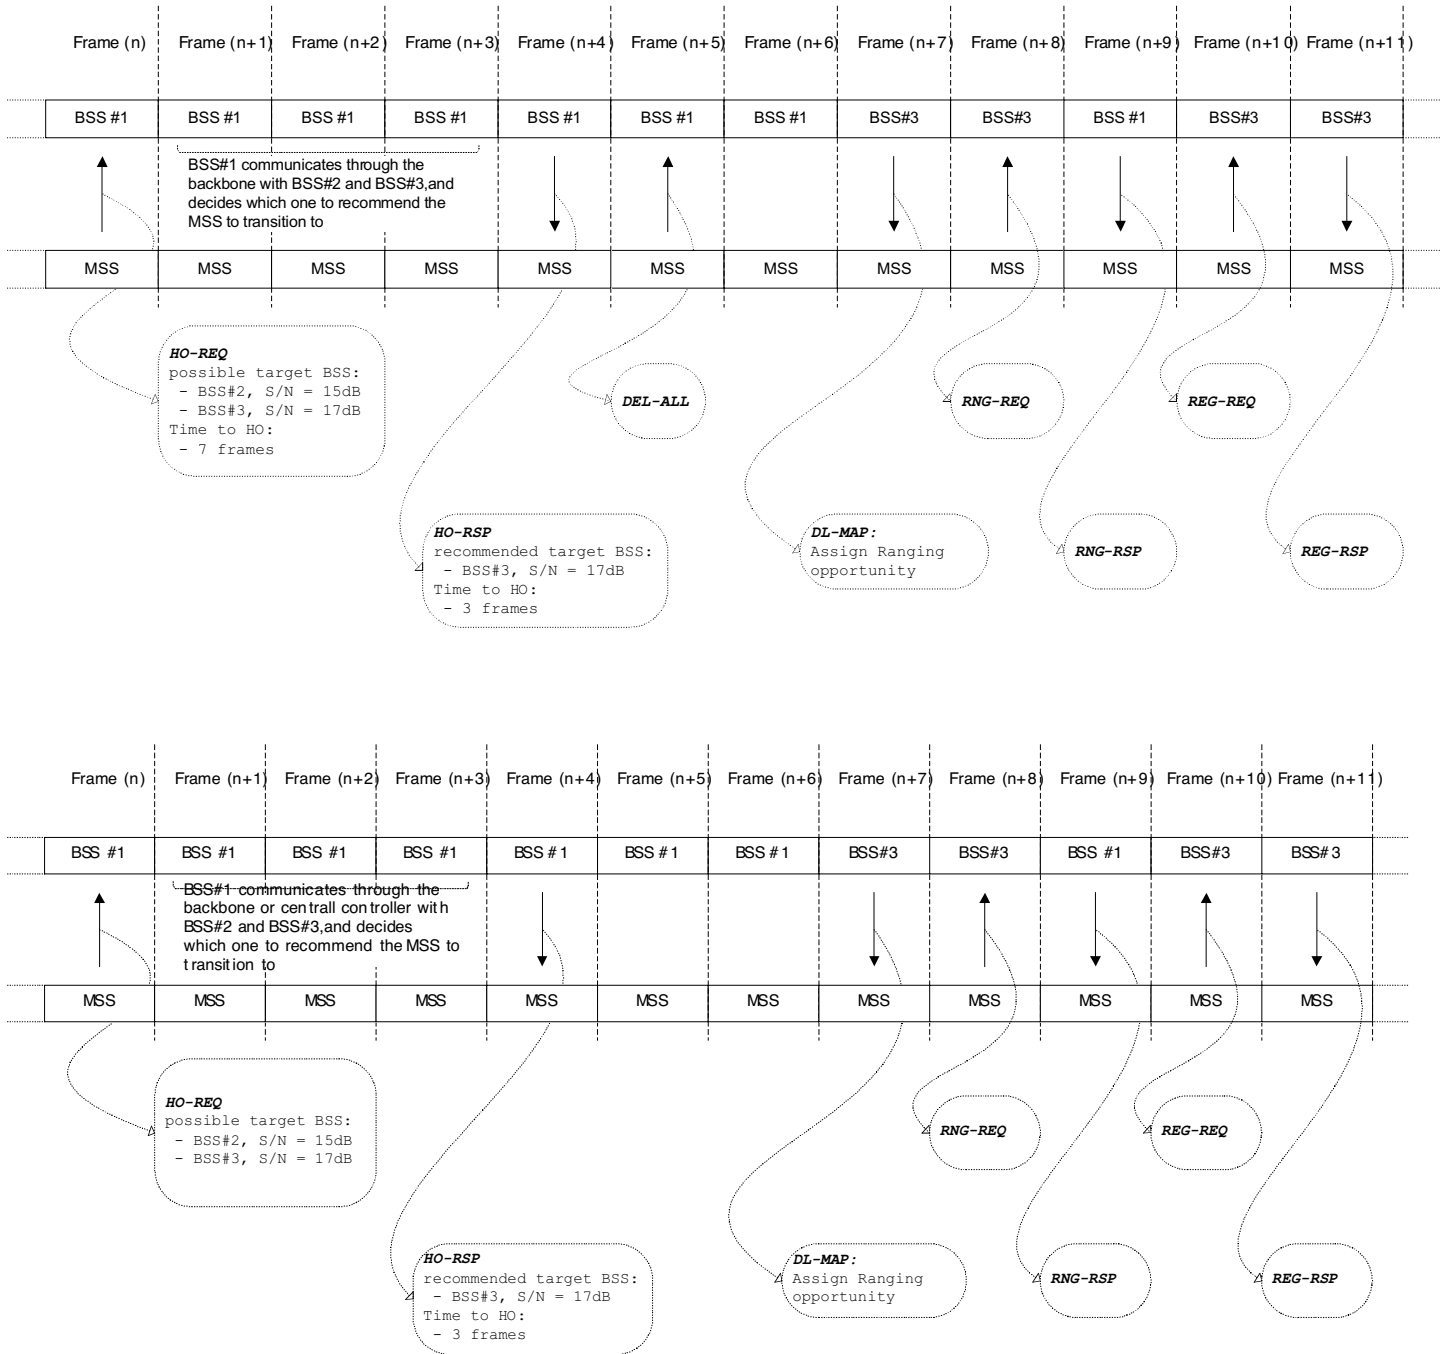 Frame (n) Frame (n+1) Frame (n+2) Frame (n+3) Frame (n+4) Frame (n+5) Frame (n+6) Frame (n+7) Frame (n+8) Frame (n+9) Frame (n+10) Frame (n+11)
BSS #1 BSS #1 BSS #1 BSS #1 BSS #1 BSS #1 BSS #1 BSS#3 BSS#3 BSS #1 BSS#3 BSS#3
BSS#1 communicates through the
backbone with BSS#2 and BSS#3,and
decides which one to recommend the
MSS to transition to
MSS MSS MSS MSS MSS MSS MSS MSS MSS MSS MSS MSS
HO-REQ
possible target BSS:
- BSS#2, S/N = 15dB
- BSS#3, S/N = 17dB
Time to HO:
- 7 frames
DEL-ALL
RNG-REQ
REG-REQ
HO-RSP
recommended target BSS:
- BSS#3, S/N = 17dB
Time to HO:
- 3 frames
DL-MAP:
Assign Ranging
opportunity
RNG-RSP
REG-RSP
Frame (n) Frame (n+1) Frame (n+2) Frame (n+3) Frame (n+4) Frame (n+5) Frame (n+6) Frame (n+7) Frame (n+8) Frame (n+9) Frame (n+10) Frame (n+11)
BSS #1 BSS #1 BSS #1 BSS #1 BSS #1 BSS #1 BSS #1 BSS#3 BSS#3 BSS #1 BSS#3 BSS#3
BSS#1 communicates through the
backbone or centrall controller with
BSS#2 and BSS#3,and decides
which one to recommend the MSS to
transition to
MSS MSS MSS MSS MSS MSS MSS MSS MSS MSS MSS MSS
HO-REQ
possible target BSS:
- BSS#2, S/N = 15dB
- BSS#3, S/N = 17dB
RNG-REQ
REG-REQ
HO-RSP
recommended target BSS:
- BSS#3, S/N = 17dB
Time to HO:
- 3 frames
DL-MAP:
Assign Ranging
opportunity
RNG-RSP
REG-RSP